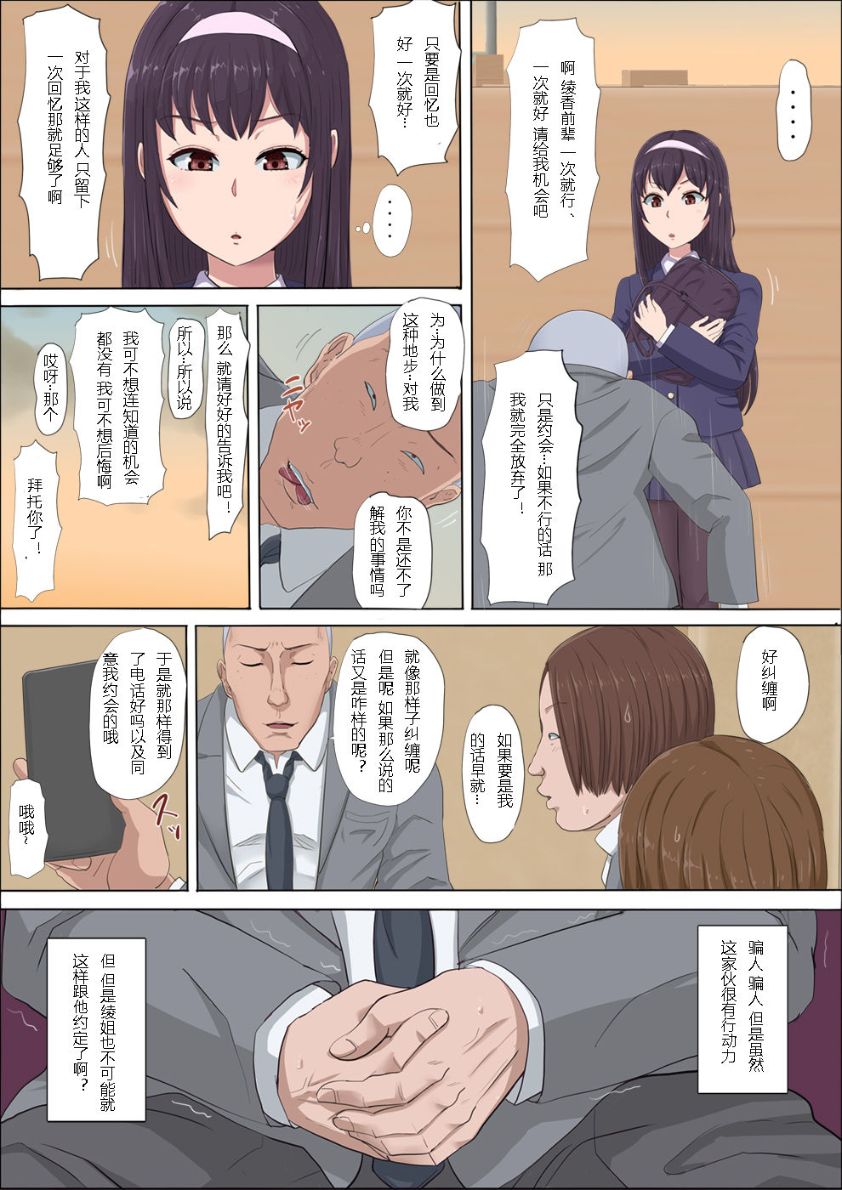 ・・・・
啊 绫香前辈 一次就行、
一次就好 请给我机会吧
只是约会…如果不行的话 那
我就完全放弃了！
只要是回忆也
好 一次就好…
・・・・
对于我这样的人 只留下
一次回忆那就足够了啊
为…为什么做到
这种地步…对我
你不是还不了
解我的事情吗
ニヤッ
那么 就请好好的告诉我吧！
所以…所以说
我可不想连知道的机会
都没有 我可不想后悔啊
哎呀…那个
拜托你了！
好纠缠啊
如果要是我
的话早就…
就像那样子纠缠呢
但是呢 如果那么说的
话又是咋样的呢？
于是就那样得到
了电话好吗以及同
意我约会的哦
スッ
哦哦~
骗人 骗人 但是虽然
这家伙很有行动力
但 但是绫姐也不可能就
这样跟他约定了啊？